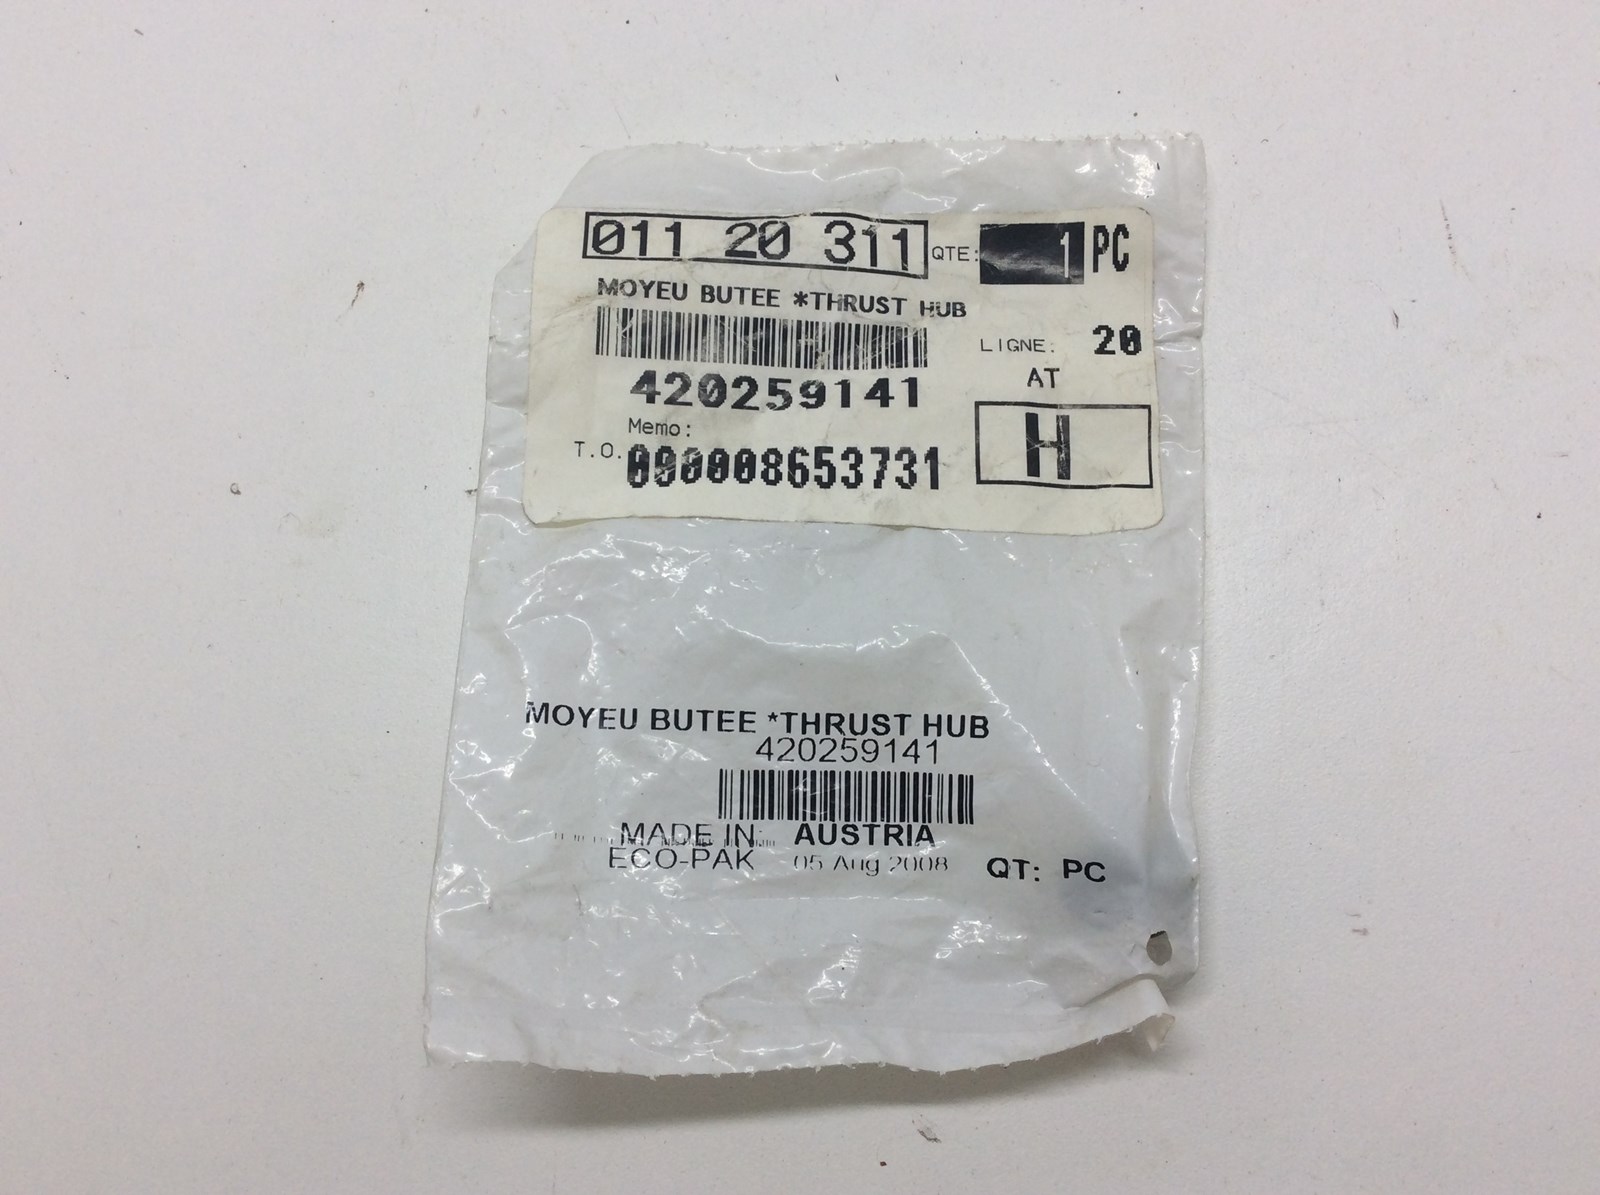 011 20 311 QTE: 1 PC
MOYEU BUTEE *THRUST HUB
LIGNE: 20
420259141
AT
Memo:
T.O. 000008653731
H
MOYEU BUTEE *THRUST HUB
420259141
MADE IN: AUSTRIA
ECO-PAK 05 Aug 2008 QT: PC